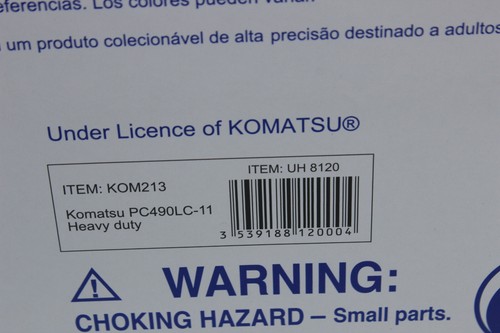 eferencias. Los colores pueden variar.
um produto colecionável de alta precisão destinado a adultos
Under Licence of KOMATSU®
ITEM: KOM213
Komatsu PC490LC-11
Heavy duty
ITEM: UH 8120
3 539188 120004
WARNING:
CHOKING HAZARD – Small parts.